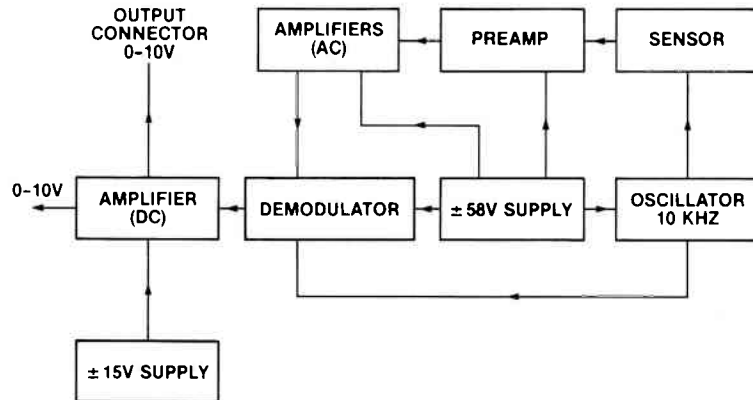 OUTPUT
CONNECTOR
0-10V
AMPLIFIERS
(AC)
PREAMP
SENSOR
0-10V
AMPLIFIER
(DC)
DEMODULATOR
±58V SUPPLY
OSCILLATOR
10 KHZ
±15V SUPPLY